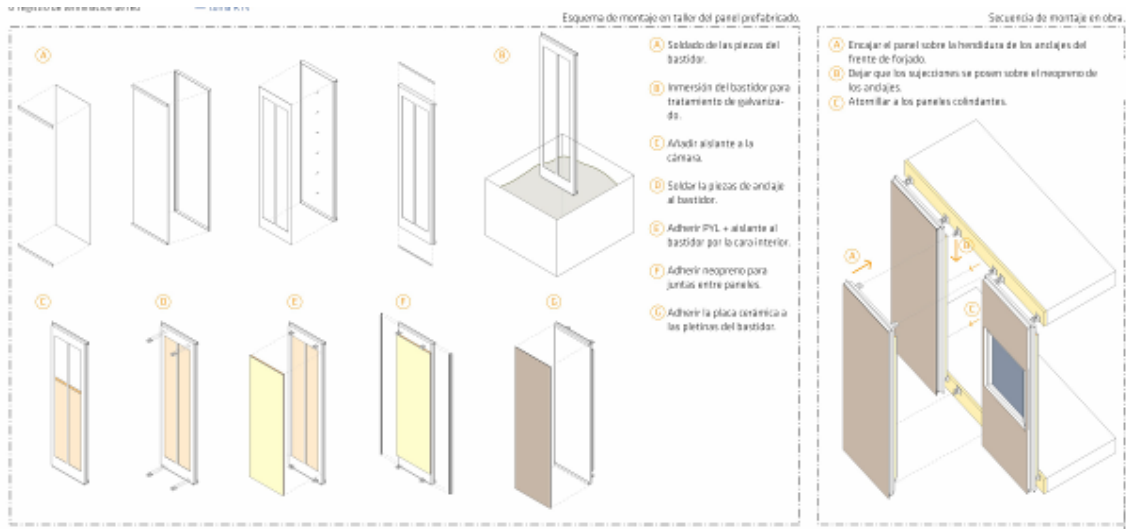 Esquema de montaje en taller del panel prefabricado.
A
B
A Soldado de las piezas del
bastidor.
B Inmersión del bastidor para
tratamiento de galvaniza-
do.
C Añadir aislante a la
cámara.
D Soldar la piezas de anclaje
al bastidor.
E Adherir PYL + aislante al
bastidor por la cara interior.
F Adherir neopreno para
juntas entre paneles.
G Adherir la placa cerámica a
las pletinas del bastidor.
C
D
E
F
G
Secuencia de montaje en obra.
A Encajar el panel sobre la hendidura de los anclajes del
frente de forjado.
B Dejar que los sujecciones se posen sobre el neopreno de
los anclajes.
C Atornillar a los paneles colindantes.
A
B
C